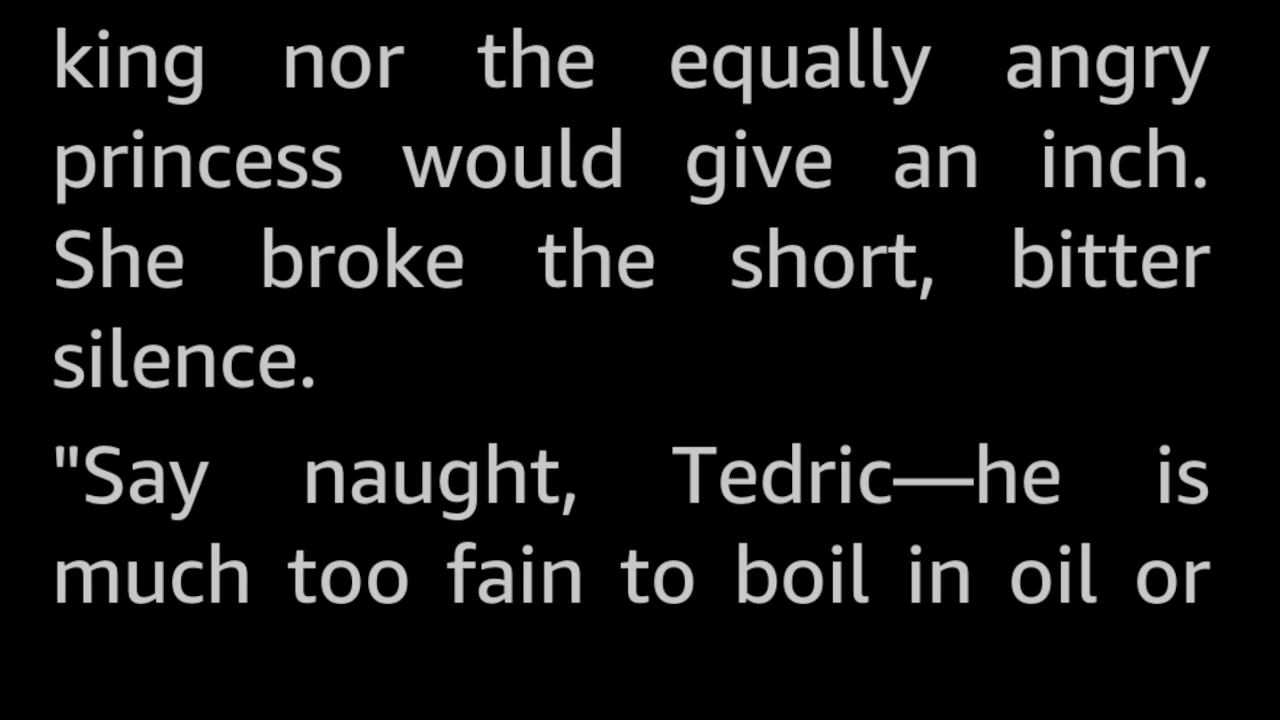 king nor the equally angry
princess would give an inch.
She broke the short, bitter
silence.
"Say naught, Tedric—he is
much too fain to boil in oil or